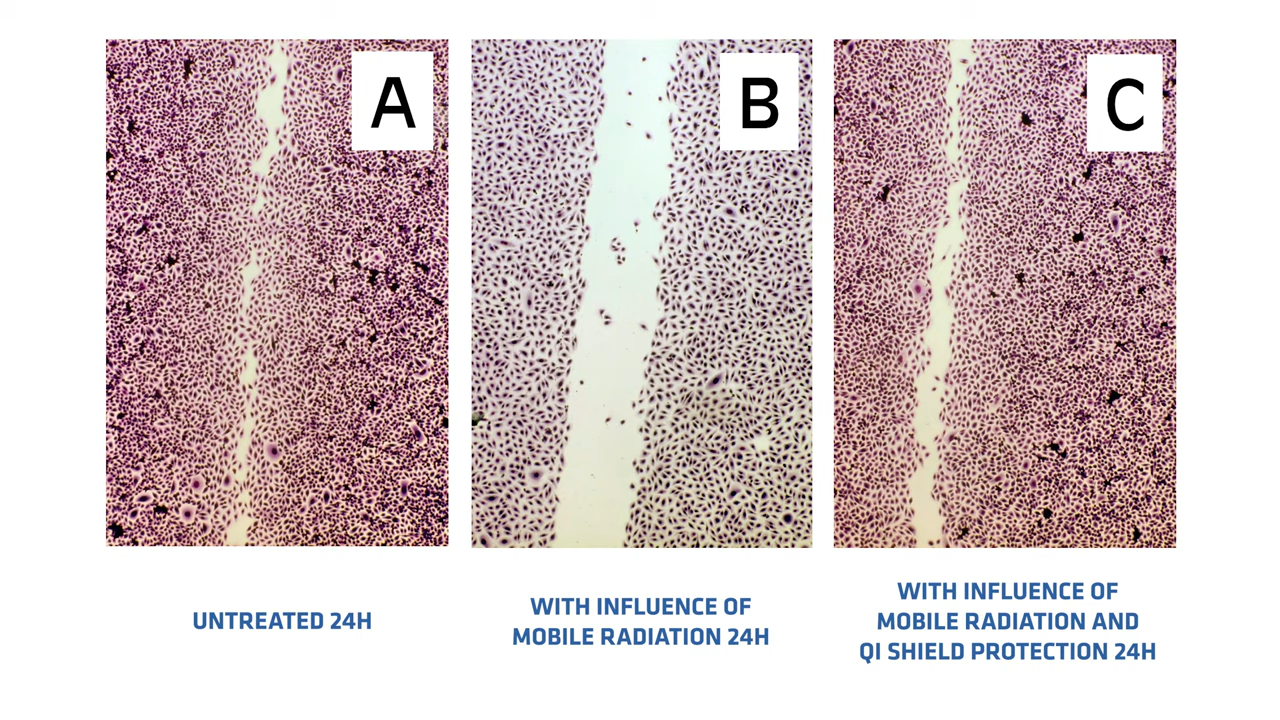 A
B
C
UNTREATED 24H
WITH INFLUENCE OF
MOBILE RADIATION 24H
WITH INFLUENCE OF
MOBILE RADIATION AND
QI SHIELD PROTECTION 24H